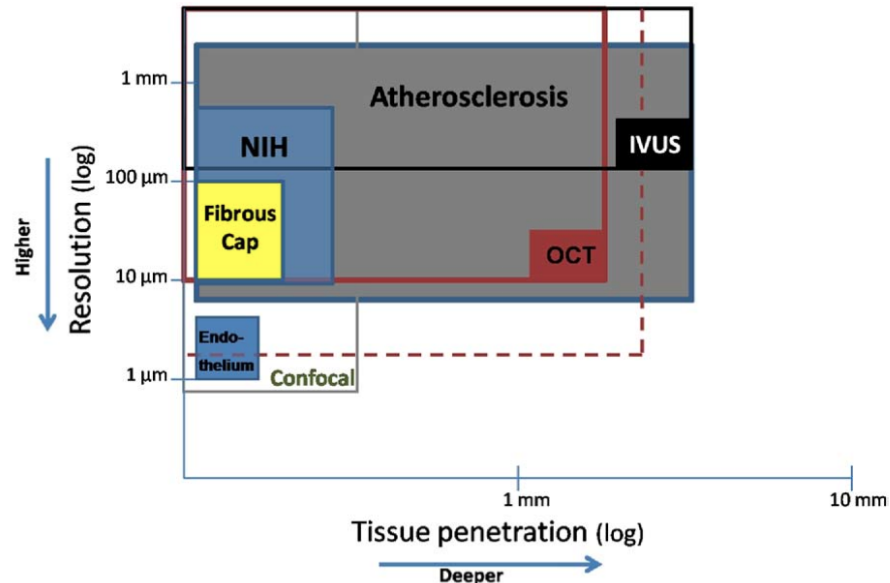 1 mm
Atherosclerosis
NIH
IVUS
100 µm
Fibrous
Cap
OCT
10 µm
Endo-
thelium
1 µm
Confocal
Higher
Resolution (log)
1 mm
10 mm
Tissue penetration (log)
Deeper